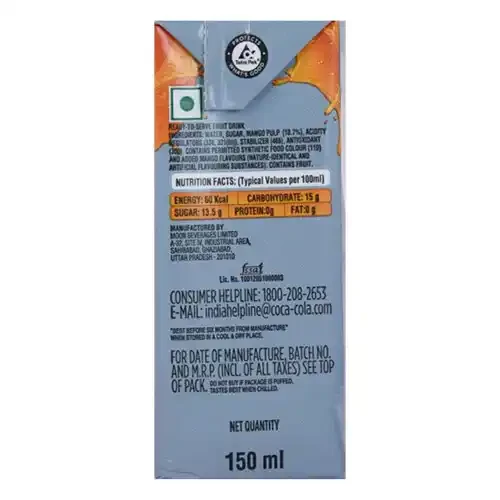 PROTECTS
Tetra Pak
WHAT'S GOOD
READY-TO-SERVE FRUIT DRINK
INGREDIENTS: WATER, SUGAR, MANGO PULP (10.7%), ACIDITY
REGULATORS (330, 331(iii)), STABILIZER (466), ANTIOXIDANT
(300). CONTAINS PERMITTED SYNTHETIC FOOD COLOUR (110)
AND ADDED MANGO FLAVOURS (NATURE-IDENTICAL AND
ARTIFICIAL FLAVOURING SUBSTANCES). CONTAINS FRUIT.
NUTRITION FACTS: (Typical Values per 100ml)
ENERGY: 60 Kcal CARBOHYDRATE: 15 g
SUGAR: 13.5 g PROTEIN:0g FAT:0 g
MANUFACTURED BY
MOON BEVERAGES LIMITED
A-32, SITE IV, INDUSTRIAL AREA,
SAHIBABAD, GHAZIABAD,
UTTAR PRADESH - 201010
fssai
Lic. No.
CONSUMER HELPLINE: 1800-208-2653
E-MAIL: indiahelpline@coca-cola.com
"BEST BEFORE SIX MONTHS FROM MANUFACTURE"
WHEN STORED IN A COOL & DRY PLACE.
FOR DATE OF MANUFACTURE, BATCH NO.
AND M.R.P. (INCL. OF ALL TAXES) SEE TOP
OF PACK. DO NOT BUY IF PACKAGE IS PUFFED.
TASTES BEST WHEN CHILLED.
NET QUANTITY
150 ml